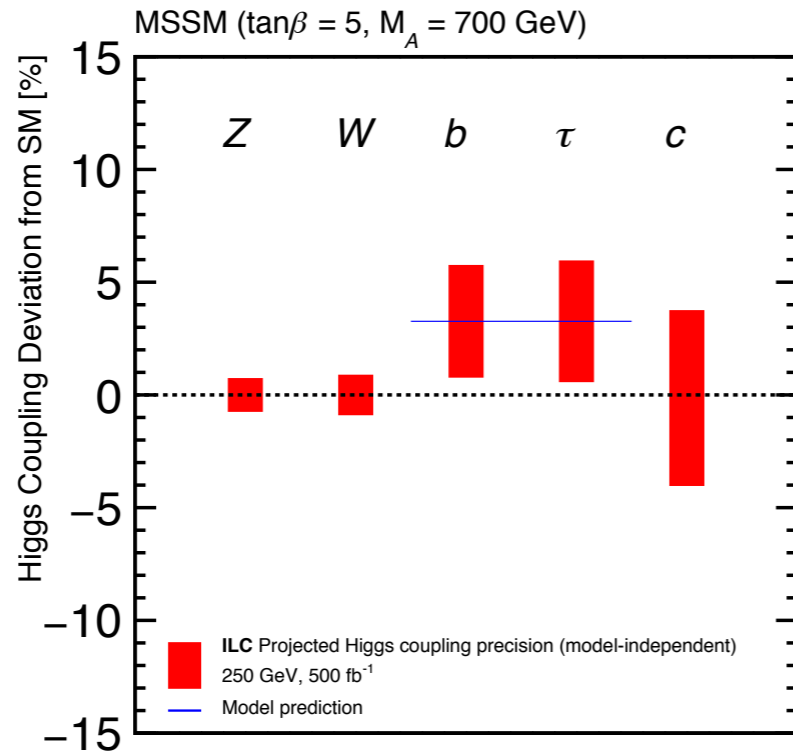 MSSM (tanβ = 5, M_A = 700 GeV)
Higgs Coupling Deviation from SM [%]
15
10
5
0
−5
−10
−15
Z W b τ c
ILC Projected Higgs coupling precision (model-independent)
250 GeV, 500 fb⁻¹
Model prediction